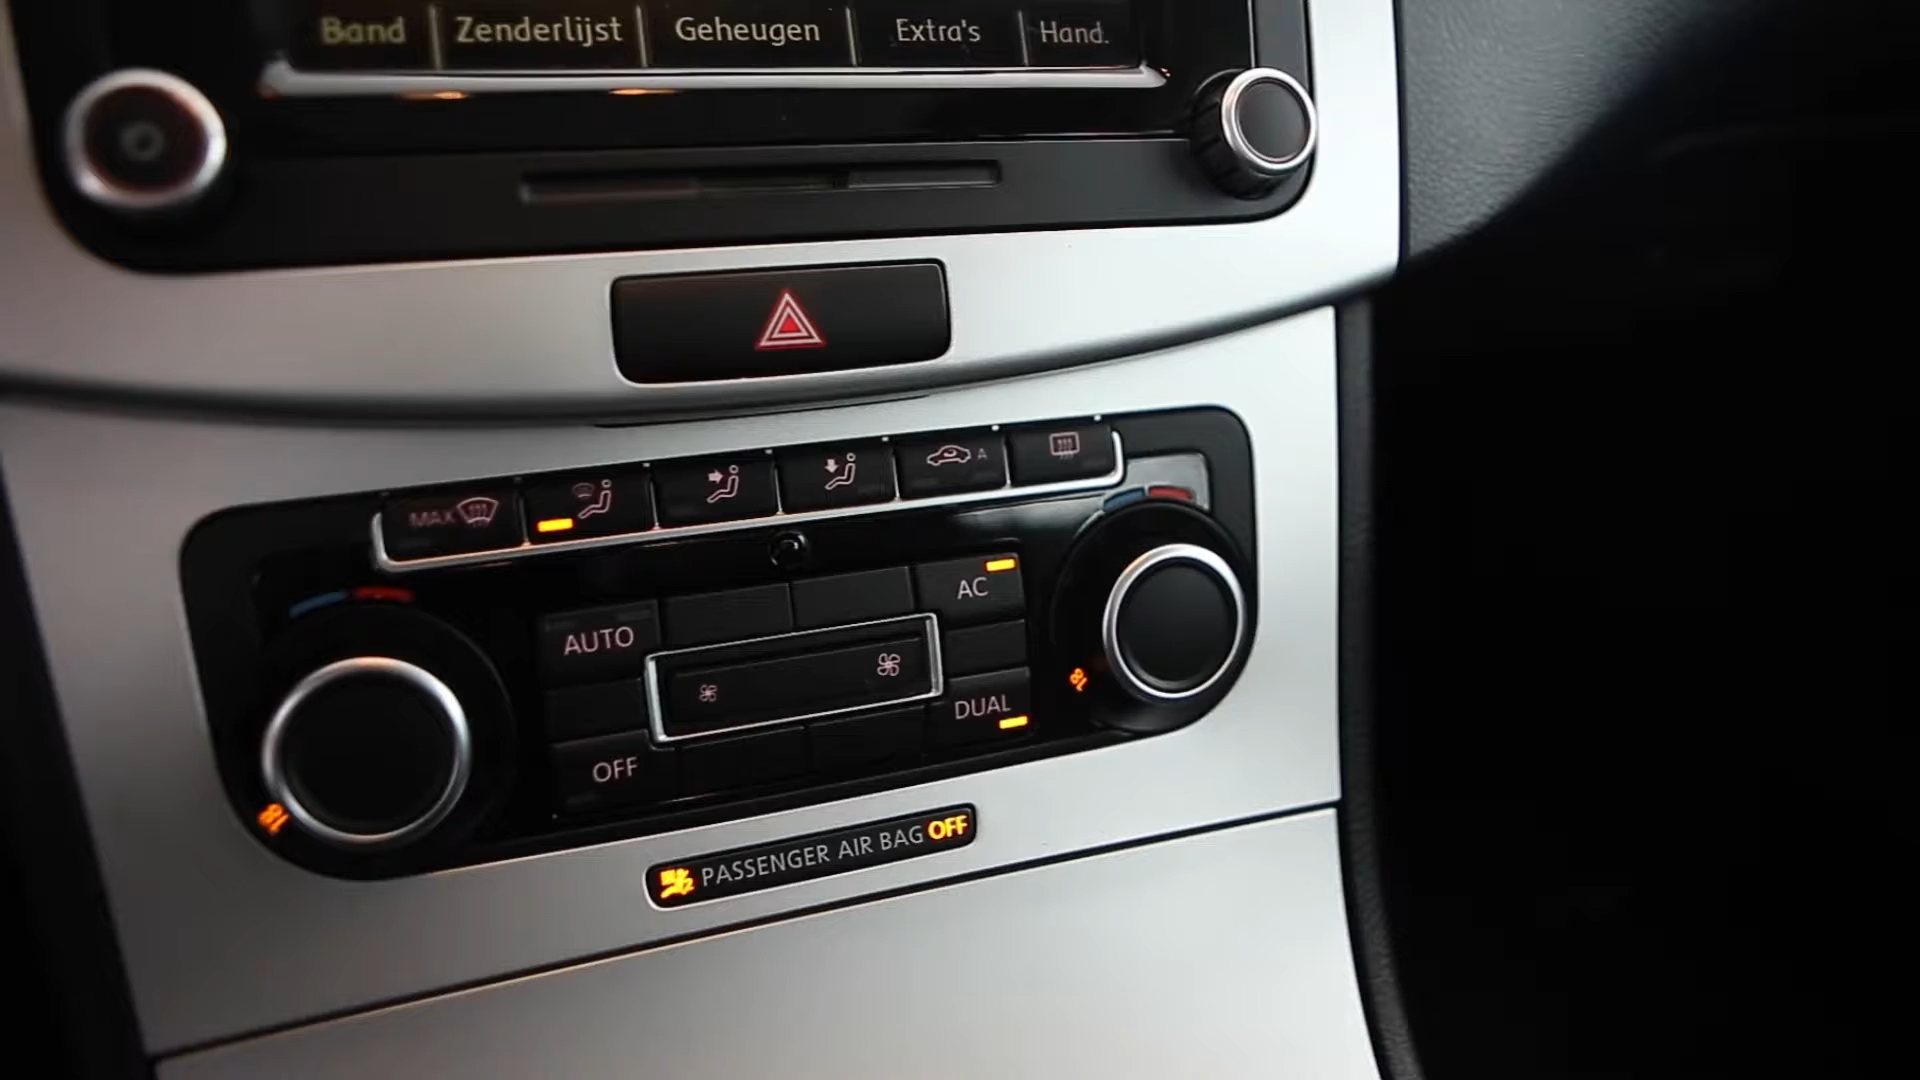 Band Zenderlijst Geheugen Extra's Hand.
MAX
A
AC
AUTO
DUAL
OFF
18
18
PASSENGER AIR BAG OFF